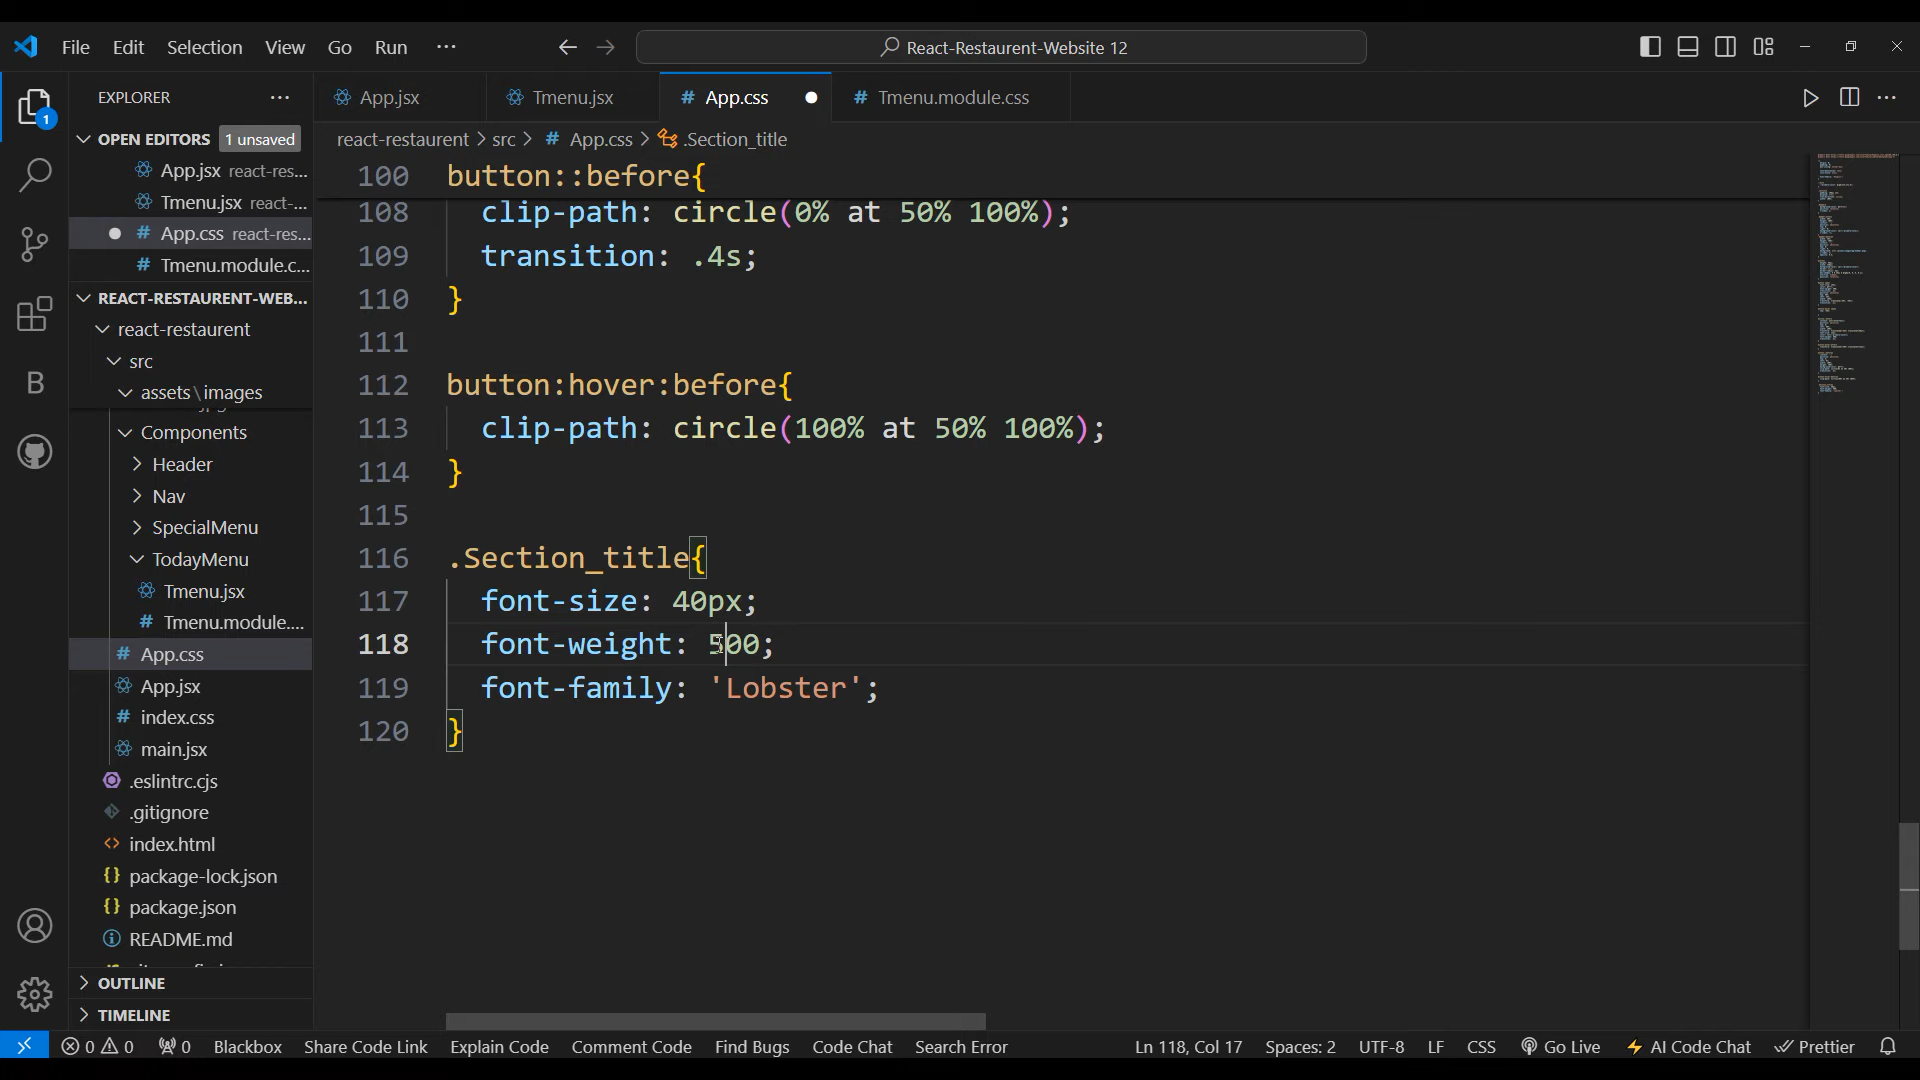 File Edit Selection View Go Run ··· React-Restaurent-Website 12
EXPLORER ···
OPEN EDITORS 1 unsaved
App.jsx react-res...
Tmenu.jsx react-...
# App.css react-res...
# Tmenu.module.c...
REACT-RESTAURENT-WEB...
react-restaurent
src
assets\images
Components
Header
Nav
SpecialMenu
TodayMenu
Tmenu.jsx
# Tmenu.module....
# App.css
App.jsx
# index.css
main.jsx
.eslintrc.cjs
.gitignore
<> index.html
{} package-lock.json
{} package.json
README.md
OUTLINE
TIMELINE
1
B
App.jsx Tmenu.jsx # App.css # Tmenu.module.css
react-restaurent > src > # App.css > .Section_title
100 button::before{
108 clip-path: circle(0% at 50% 100%);
109 transition: .4s;
110 }
111
112 button:hover:before{
113 clip-path: circle(100% at 50% 100%);
114 }
115
116 .Section_title{
117 font-size: 40px;
118 font-weight: 500;
119 font-family: 'Lobster';
120 }
0 0 0 Blackbox Share Code Link Explain Code Comment Code Find Bugs Code Chat Search Error Ln 118, Col 17 Spaces: 2 UTF-8 LF CSS Go Live AI Code Chat Prettier